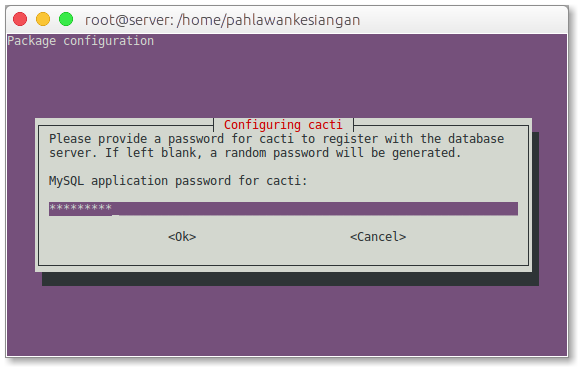 root@server: /home/pahlawankesiangan
Package configuration
Configuring cacti
Please provide a password for cacti to register with the database
server. If left blank, a random password will be generated.
MySQL application password for cacti:
*********_
<Ok> <Cancel>